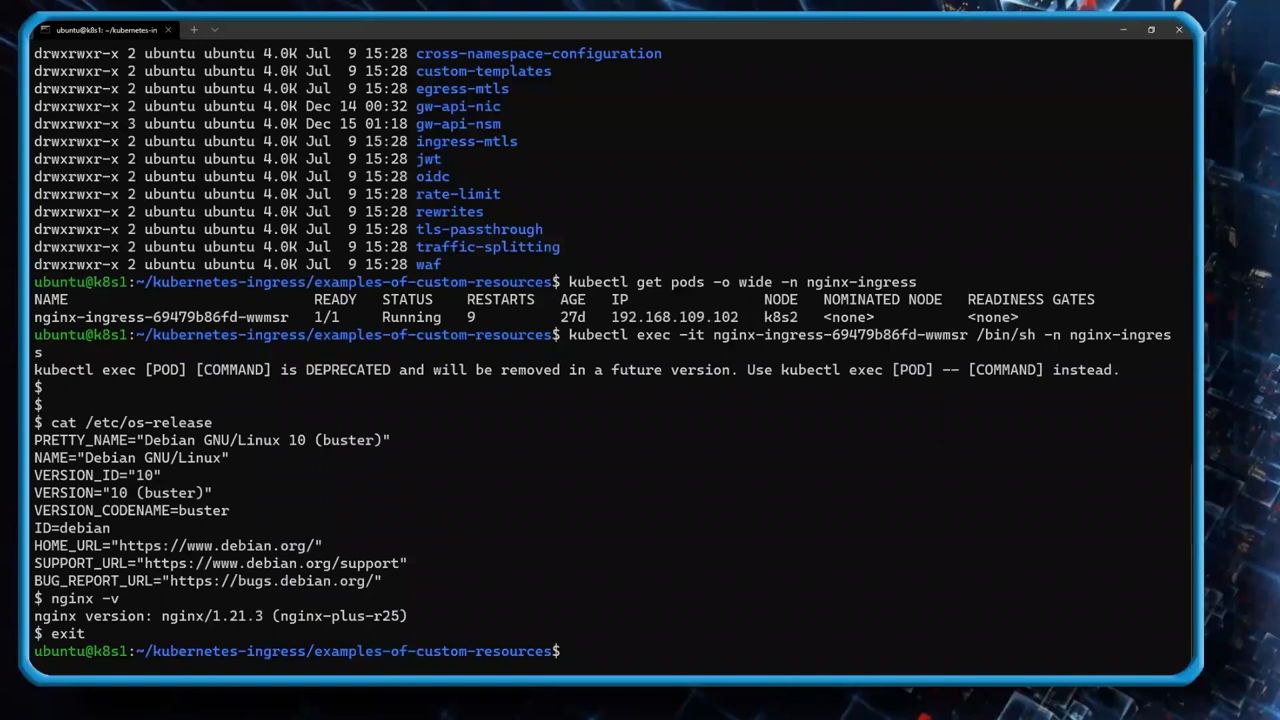 ubuntu@k8s1: ~/kubernetes-in
drwxrwxr-x 2 ubuntu ubuntu 4.0K Jul  9 15:28 cross-namespace-configuration
drwxrwxr-x 2 ubuntu ubuntu 4.0K Jul  9 15:28 custom-templates
drwxrwxr-x 2 ubuntu ubuntu 4.0K Jul  9 15:28 egress-mtls
drwxrwxr-x 2 ubuntu ubuntu 4.0K Dec 14 00:32 gw-api-nic
drwxrwxr-x 3 ubuntu ubuntu 4.0K Dec 15 01:18 gw-api-nsm
drwxrwxr-x 2 ubuntu ubuntu 4.0K Jul  9 15:28 ingress-mtls
drwxrwxr-x 2 ubuntu ubuntu 4.0K Jul  9 15:28 jwt
drwxrwxr-x 2 ubuntu ubuntu 4.0K Jul  9 15:28 oidc
drwxrwxr-x 2 ubuntu ubuntu 4.0K Jul  9 15:28 rate-limit
drwxrwxr-x 2 ubuntu ubuntu 4.0K Jul  9 15:28 rewrites
drwxrwxr-x 2 ubuntu ubuntu 4.0K Jul  9 15:28 tls-passthrough
drwxrwxr-x 2 ubuntu ubuntu 4.0K Jul  9 15:28 traffic-splitting
drwxrwxr-x 2 ubuntu ubuntu 4.0K Jul  9 15:28 waf
ubuntu@k8s1:~/kubernetes-ingress/examples-of-custom-resources$ kubectl get pods -o wide -n nginx-ingress
NAME                             READY   STATUS    RESTARTS   AGE   IP                NODE   NOMINATED NODE   READINESS GATES
nginx-ingress-69479b86fd-wwmsr   1/1     Running   9          27d   192.168.109.102   k8s2   <none>           <none>
ubuntu@k8s1:~/kubernetes-ingress/examples-of-custom-resources$ kubectl exec -it nginx-ingress-69479b86fd-wwmsr /bin/sh -n nginx-ingres
s
kubectl exec [POD] [COMMAND] is DEPRECATED and will be removed in a future version. Use kubectl exec [POD] -- [COMMAND] instead.
$
$
$ cat /etc/os-release
PRETTY_NAME="Debian GNU/Linux 10 (buster)"
NAME="Debian GNU/Linux"
VERSION_ID="10"
VERSION="10 (buster)"
VERSION_CODENAME=buster
ID=debian
HOME_URL="https://www.debian.org/"
SUPPORT_URL="https://www.debian.org/support"
BUG_REPORT_URL="https://bugs.debian.org/"
$ nginx -v
nginx version: nginx/1.21.3 (nginx-plus-r25)
$ exit
ubuntu@k8s1:~/kubernetes-ingress/examples-of-custom-resources$